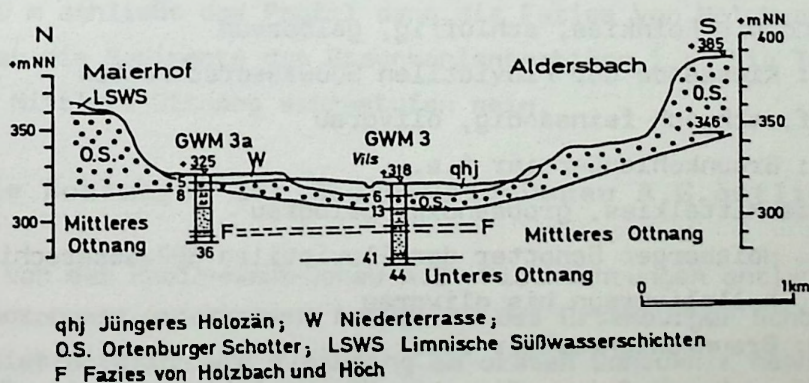 N
S
+mNN
+mNN
Maierhof
Aldersbach
LSWS
385
400
350
350
300
300
O.S.
O.S.
346
GWM 3a
GWM 3
325
W
Vils
318
qhj
5
8
6
13
O.S.
F
F
36
41
44
Mittleres
Ottnang
Mittleres Ottnang
Unteres Ottnang
0
1km
qhj Jüngeres Holozän; W Niederterrasse;
O.S. Ortenburger Schotter; LSWS Limnische Süßwasserschichten
F Fazies von Holzbach und Höch